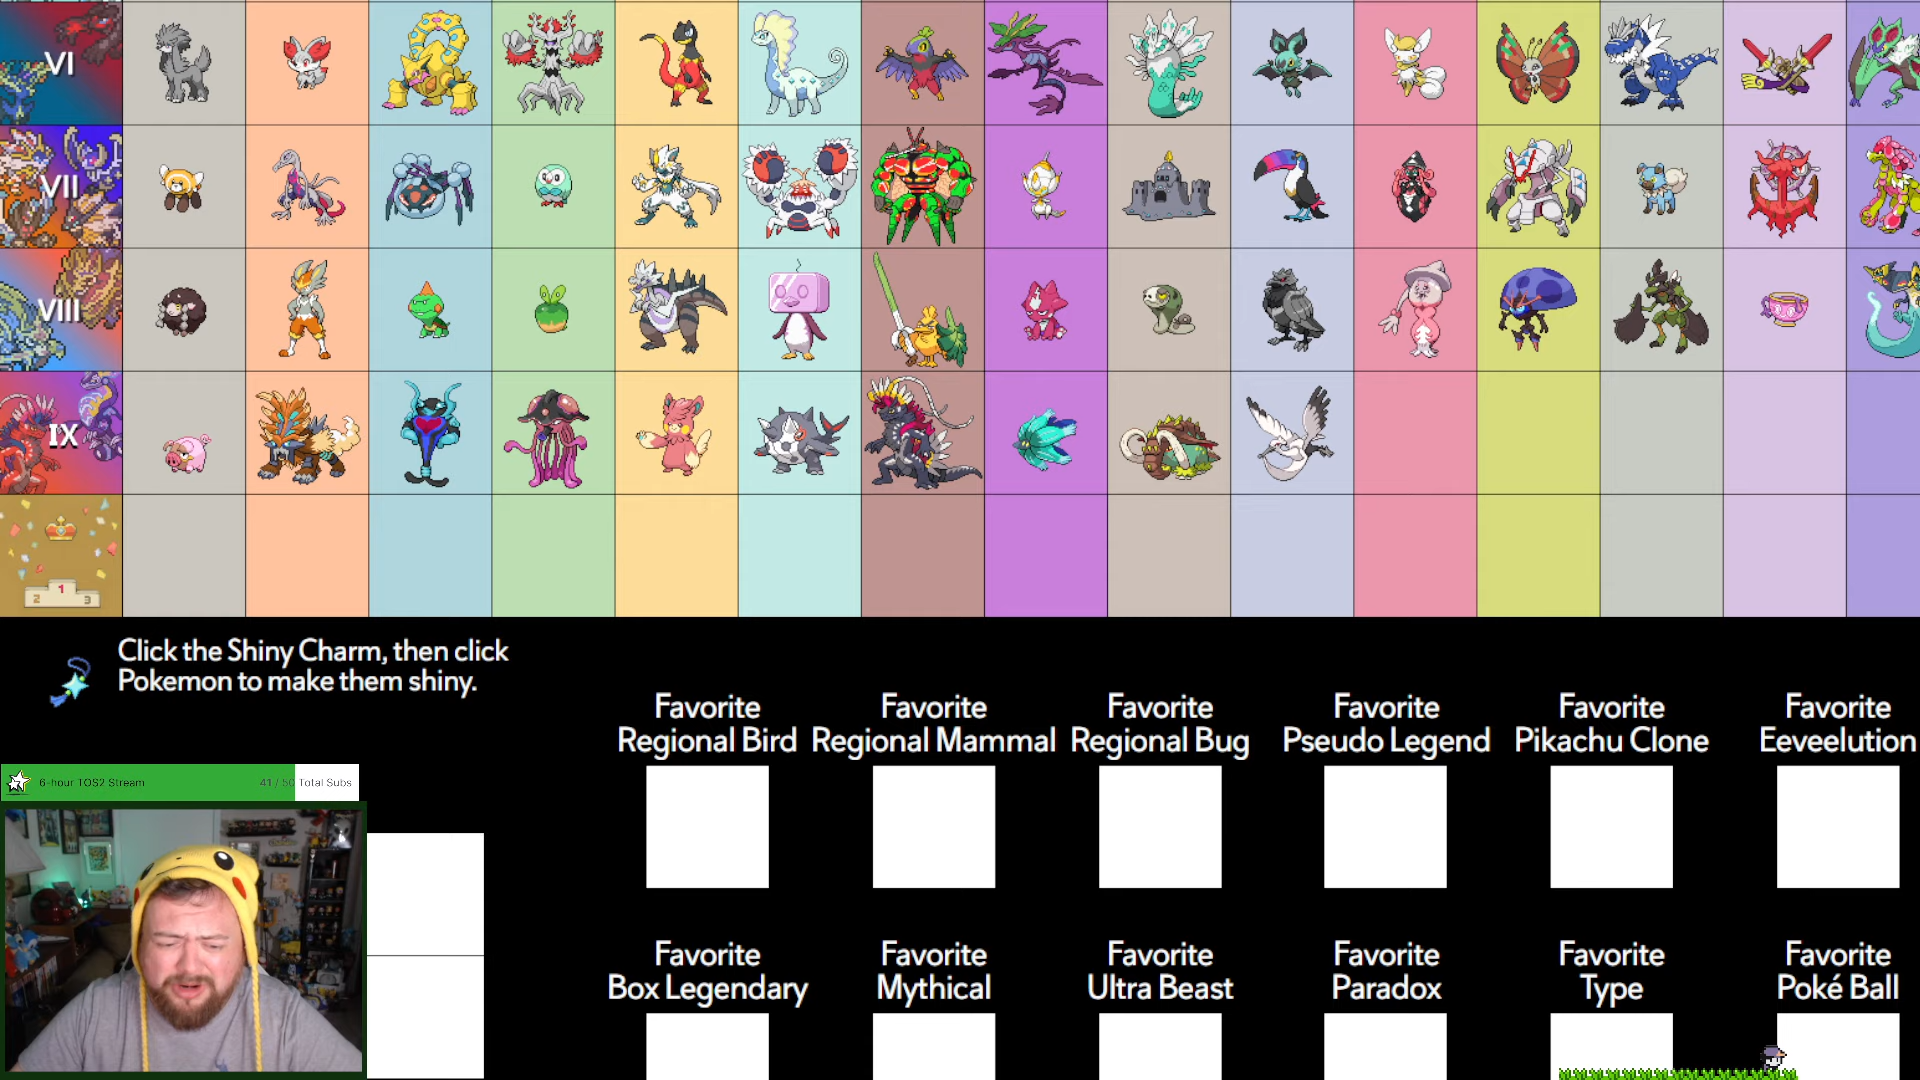 VI
VII
VIII
IX
1
2
3
Click the Shiny Charm, then click
Pokemon to make them shiny.
Favorite
Regional Bird
Favorite
Regional Mammal
Favorite
Regional Bug
Favorite
Pseudo Legend
Favorite
Pikachu Clone
Favorite
Eeveelution
6-hour TOS2 Stream
41 / 50 Total Subs
Favorite
Box Legendary
Favorite
Mythical
Favorite
Ultra Beast
Favorite
Paradox
Favorite
Type
Favorite
Poké Ball